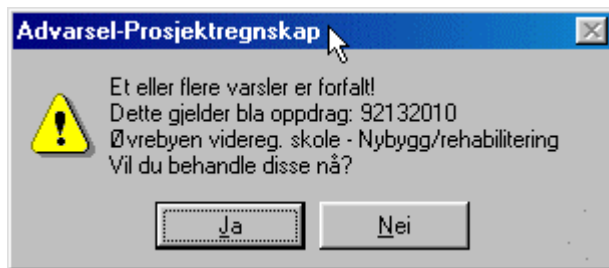 Advarsel-Prosjektregnskap
Et eller flere varsler er forfalt!
Dette gjelder bla oppdrag: 92132010
Øvrebyen videreg. skole - Nybygg/rehabilitering
Vil du behandle disse nå?
Ja
Nei